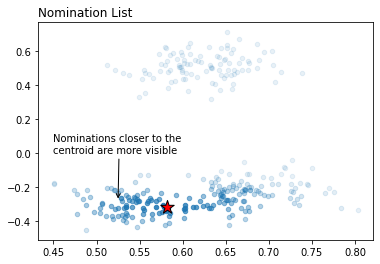 Nomination List
0.6
0.4
0.2
0.0
−0.2
−0.4
Nominations closer to the
centroid are more visible
0.45 0.50 0.55 0.60 0.65 0.70 0.75 0.80